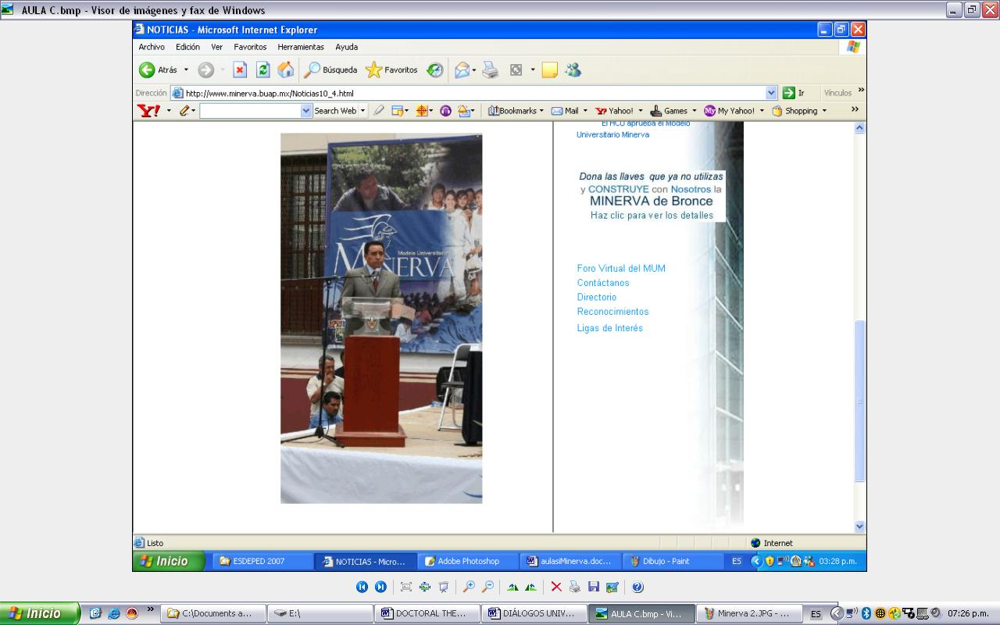 AULA C.bmp - Visor de imágenes y fax de Windows
NOTICIAS - Microsoft Internet Explorer
Archivo Edición Ver Favoritos Herramientas Ayuda
Atrás Búsqueda Favoritos
Dirección http://www.minerva.buap.mx/Noticias10_4.html Ir Vínculos »
Y! Search Web Bookmarks Mail Yahoo! Games My Yahoo! Shopping »
El HCU aprueba el Modelo
Universitario Minerva
Dona las llaves que ya no utilizas
y CONSTRUYE con Nosotros la
MINERVA de Bronce
Haz clic para ver los detalles
Modelo Universitario
MINERVA
Foro Virtual del MUM
Contáctanos
Directorio
Reconocimientos
Ligas de Interés
Listo Internet
Inicio ESDEPED 2007 NOTICIAS - Micro... Adobe Photoshop aulasiMinerva.doc... Dibujo - Paint ES 03:28 p.m.
Inicio » C:\Documents a... E:\ DOCTORAL THE... DIÁLOGOS UNIV... AULA C.bmp - Vi... Minerva 2.JPG - ... ES 07:26 p.m.